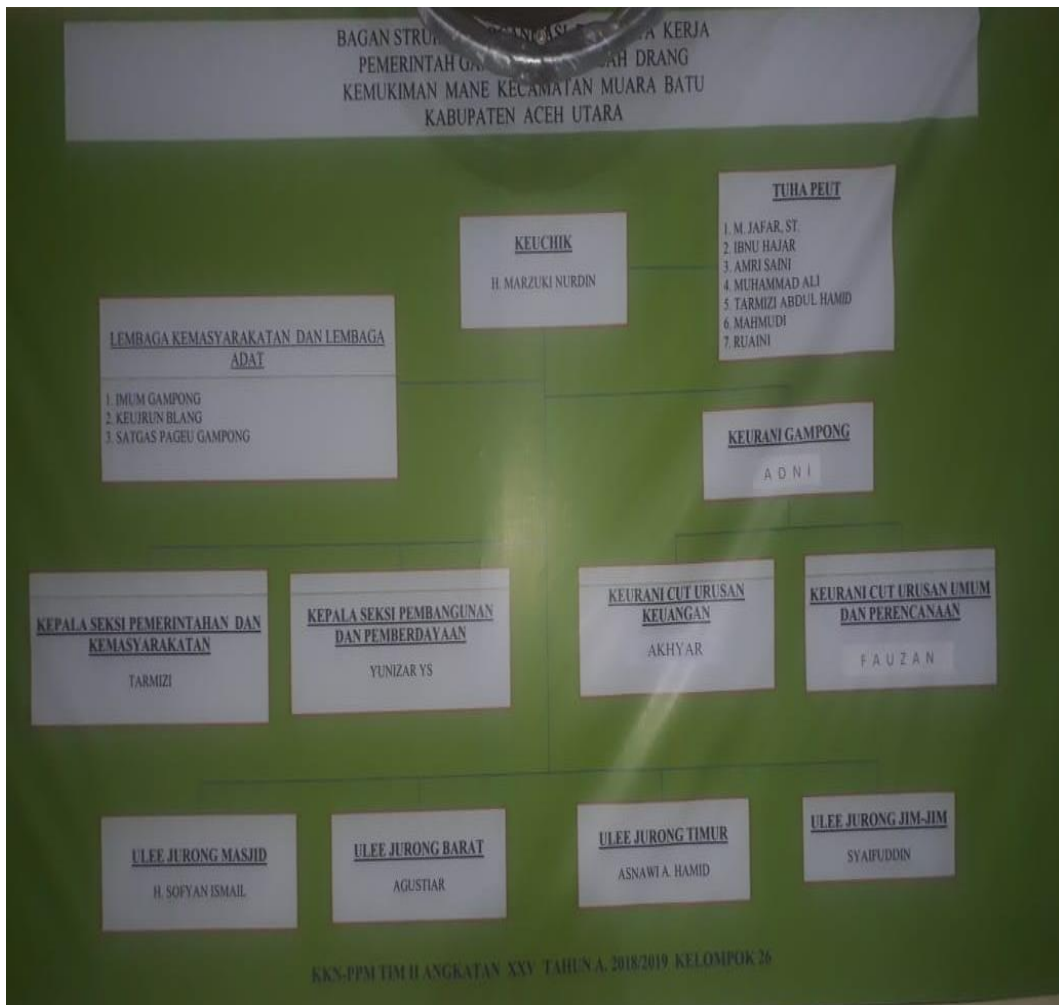 BAGAN KERJA
PEMERINTAH DRANG
KEMUKIMAN MANE KECAMATAN MUARA BATU
KABUPATEN ACEH UTARA
TUHA PEUT
1. M. JAFAR, ST.
2. IBNU HAJAR
3. AMRI SAINI
4. MUHAMMAD ALI
5. TARMIZI ABDUL HAMID
6. MAHMUDI
7. RUAINI
KEUCHIK
H. MARZUKI NURDIN
LEMBAGA KEMASYARAKATAN DAN LEMBAGA
ADAT
1. IMUM GAMPONG
2. KEUJRUN BLANG
3. SATGAS PAGEU GAMPONG
KEURANI GAMPONG
ADNI
KEPALA SEKSI PEMERINTAHAN DAN
KEMASYARAKATAN
TARMIZI
KEPALA SEKSI PEMBANGUNAN
DAN PEMBERDAYAAN
YUNIZAR YS
KEURANI CUT URUSAN
KEUANGAN
AKHYAR
KEURANI CUT URUSAN UMUM
DAN PERENCANAAN
FAUZAN
ULEE JURONG MASJID
H. SOFYAN ISMAIL
ULEE JURONG BARAT
AGUSTIAR
ULEE JURONG TIMUR
ASNAWI A. HAMID
ULEE JURONG JIM-JIM
SYAIFUDDIN
KKN-PPM TIM II ANGKATAN XXV TAHUN A. 2018/2019 KELOMPOK 26